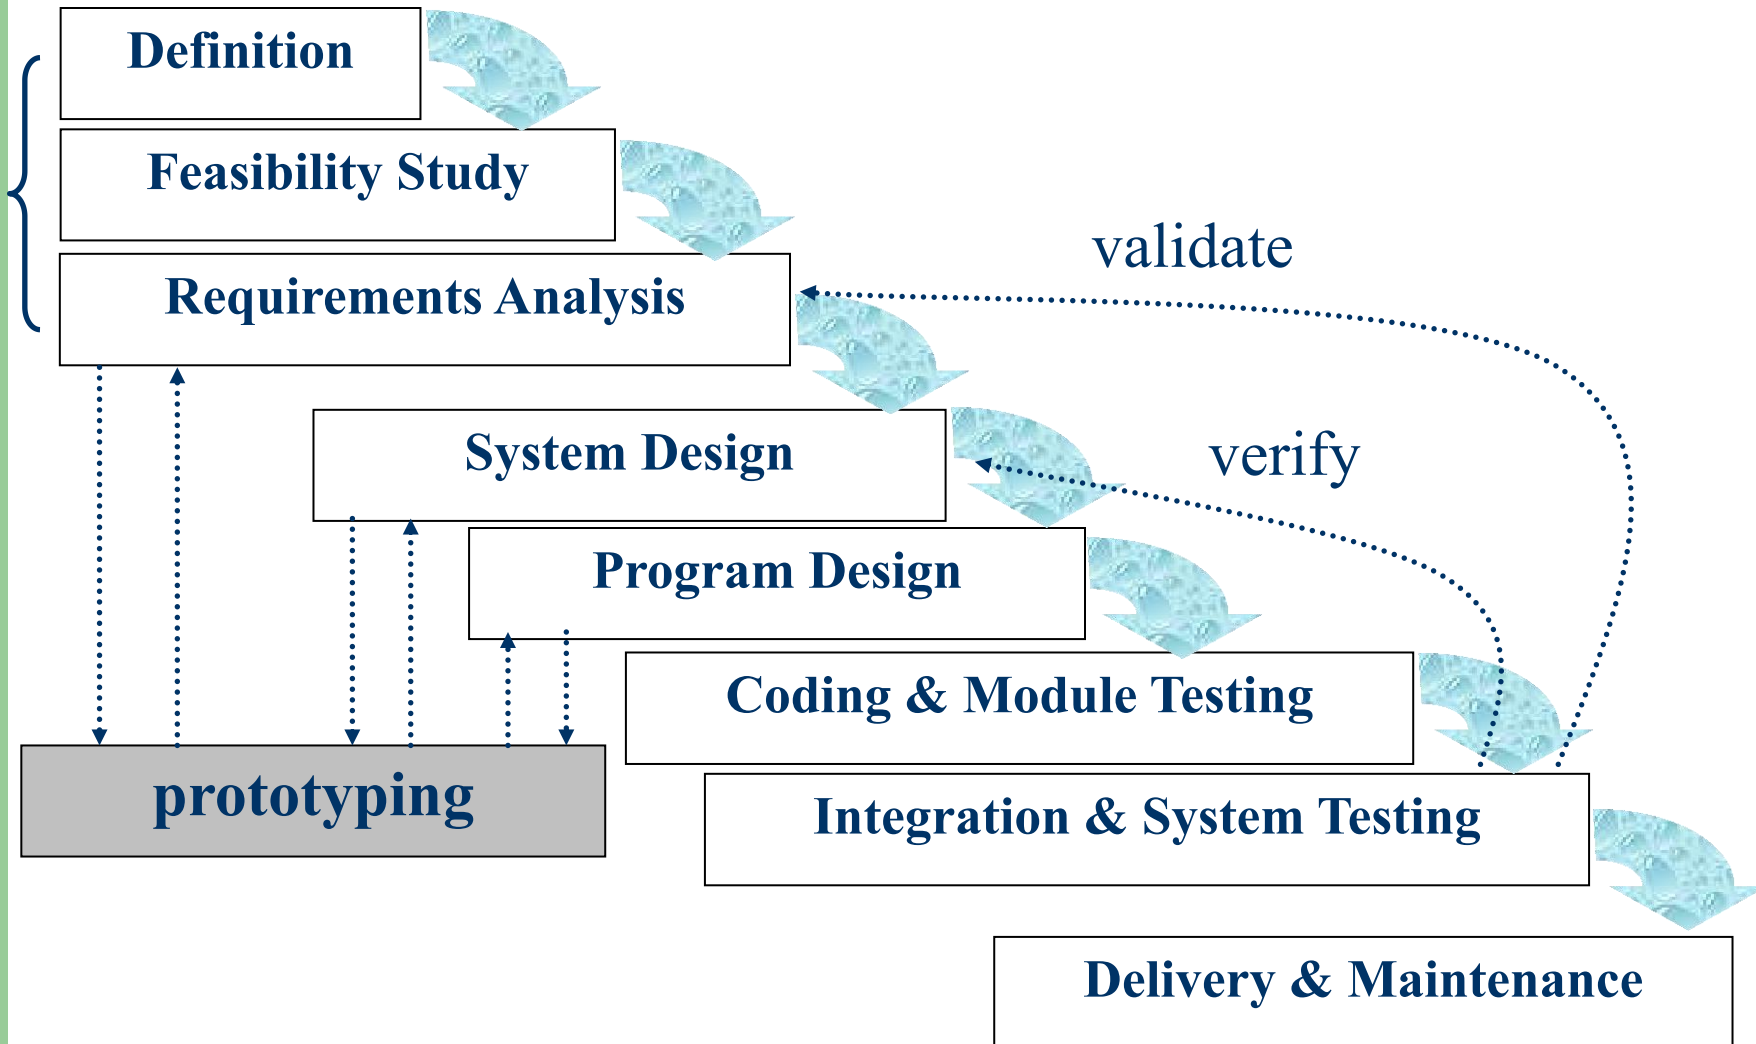 Definition
Feasibility Study
validate
Requirements Analysis
System Design
verify
Program Design
Coding & Module Testing
prototyping
Integration & System Testing
Delivery & Maintenance